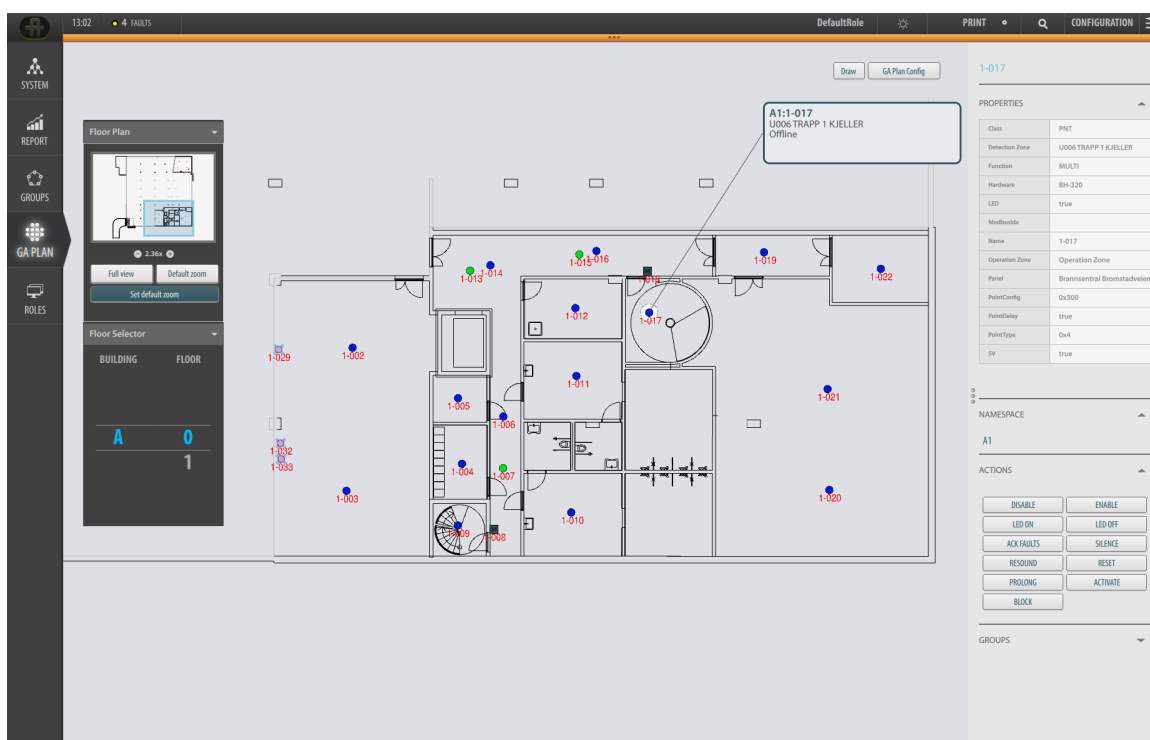 13:02 4 FAULTS DefaultRole PRINT CONFIGURATION
SYSTEM
REPORT
GROUPS
GA PLAN
ROLES
Floor Plan
2.36x
Full view Default zoom
Set default zoom
Floor Selector
BUILDING FLOOR
A 0
1
Draw GA Plan Config
A1:1-017
U006 TRAPP 1 KJELLER
Offline
1-013 1-014 1-015 1-016 1-018 1-019 1-022
1-012 1-017
1-029 1-002
1-011
1-005 1-006 1-021
1-032
1-033 1-004 1-007
1-003 1-020
1-009 1-008 1-010
1-017
PROPERTIES
Class PNT
Detection Zone U006 TRAPP 1 KJELLER
Function MULTI
Hardware BH-320
LED true
ModbusIdx
Name 1-017
Operation Zone Operation Zone
Panel Brannsentral Bromstadveien
PointConfig 0x300
PointDelay true
PointType 0x4
SV true
NAMESPACE
A1
ACTIONS
DISABLE ENABLE
LED ON LED OFF
ACK FAULTS SILENCE
RESOUND RESET
PROLONG ACTIVATE
BLOCK
GROUPS